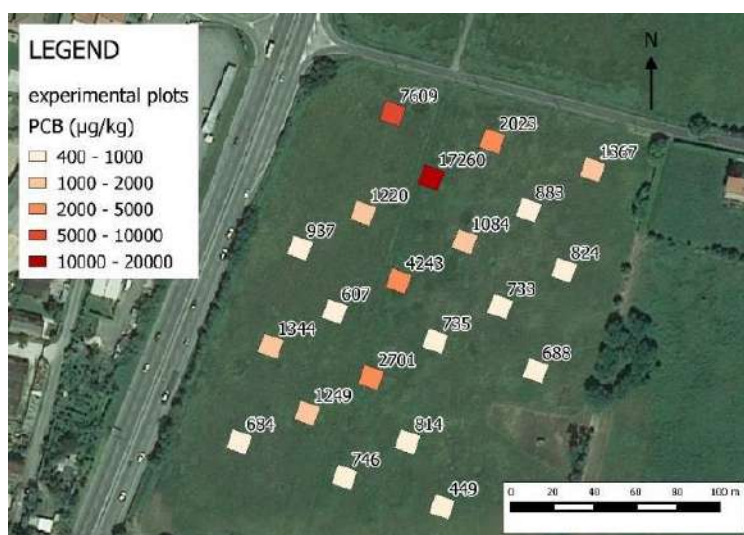 LEGEND
experimental plots
PCB (µg/kg)
400 - 1000
1000 - 2000
2000 - 5000
5000 - 10000
10000 - 20000
N
7609
2023
17260
1367
1220
883
937
1084
824
4243
607
733
1344
735
2701
688
1249
684
814
746
449
0 20 40 60 80 100 m